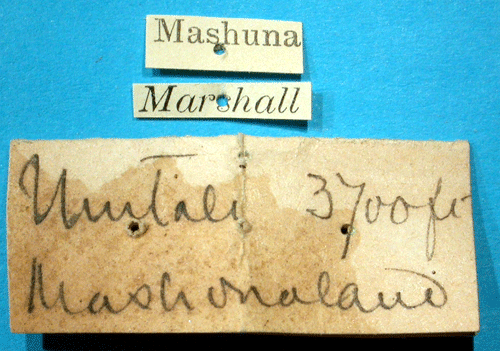 Mashuna
Marshall
Umtali 3700 ft
Mashonaland